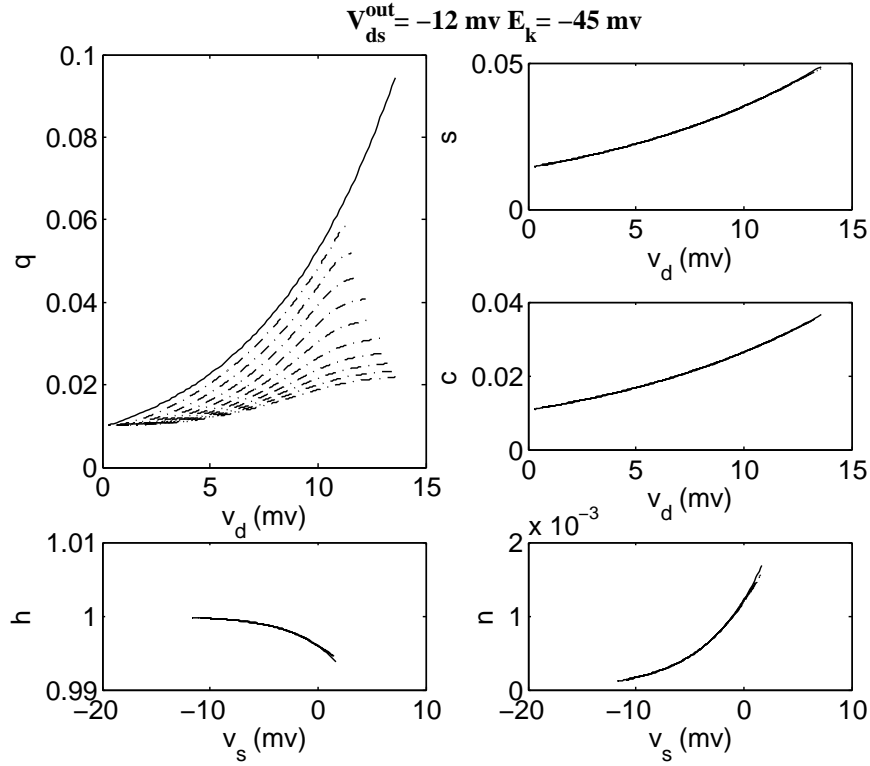 V_ds^out = −12 mv E_k = −45 mv
0.1
0.08
0.06
0.04
0.02
0
q
0 5 10 15
v_d (mv)
0.05
0
s
0 5 10 15
v_d (mv)
0.04
0.02
0
c
0 5 10 15
v_d (mv)
1.01
1
0.99
h
−20 −10 0 10
v_s (mv)
2 x 10^−3
1
0
n
−20 −10 0 10
v_s (mv)